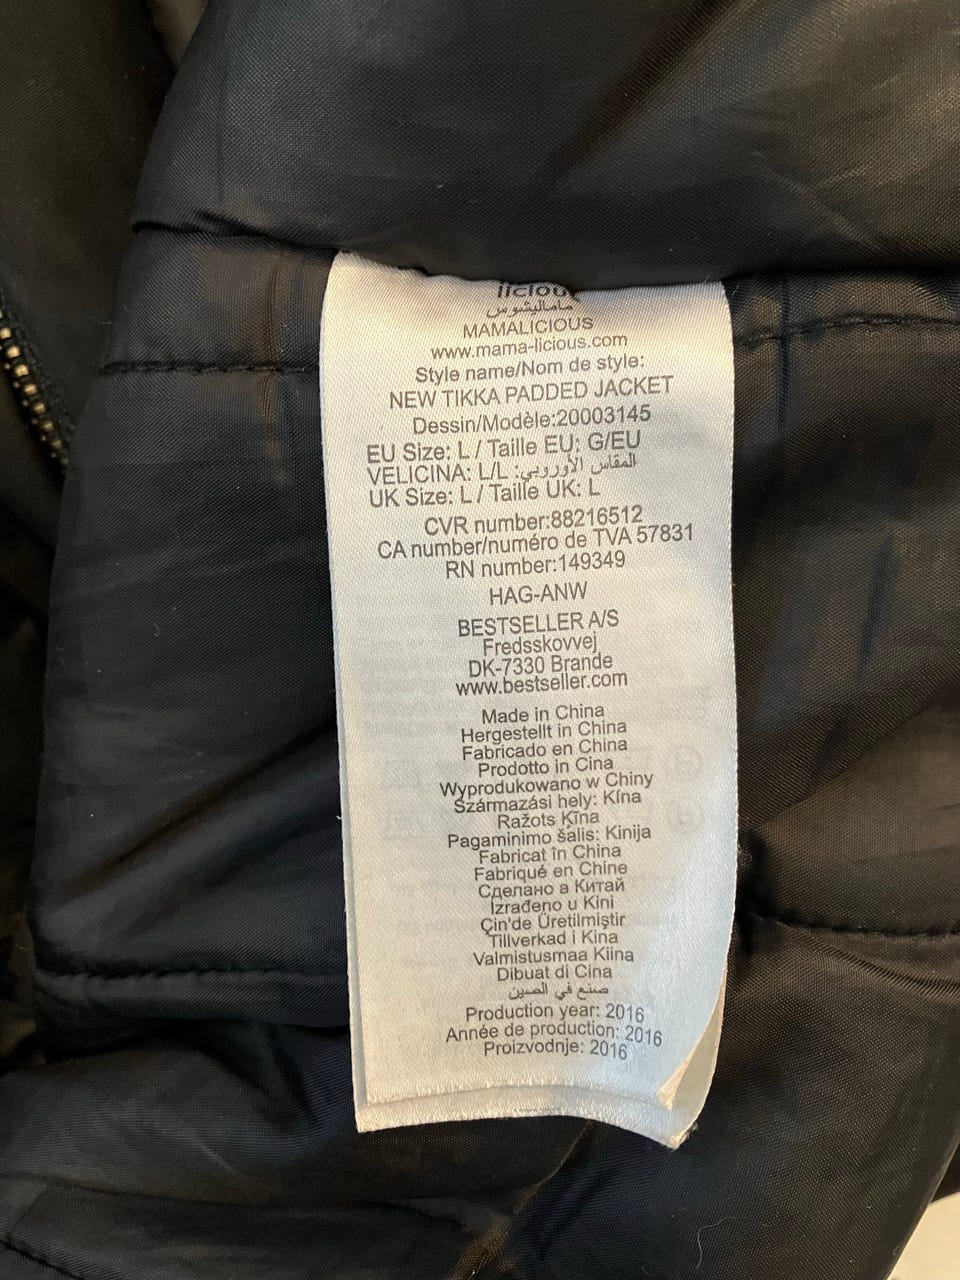 licious
ماماليشوس
MAMALICIOUS
www.mama-licious.com
Style name/Nom de style:
NEW TIKKA PADDED JACKET
Dessin/Modèle:20003145
EU Size: L / Taille EU: G/EU
VELICINA: L/L :المقاس الأوروبي
UK Size: L / Taille UK: L
CVR number:88216512
CA number/numéro de TVA 57831
RN number:149349
HAG-ANW
BESTSELLER A/S
Fredsskovvej
DK-7330 Brande
www.bestseller.com
Made in China
Hergestellt in China
Fabricado en China
Prodotto in Cina
Wyprodukowano w Chiny
Származási hely: Kína
Ražots Ķīna
Pagaminimo šalis: Kinija
Fabricat în China
Fabriqué en Chine
Сделано в Китай
Izrađeno u Kini
Çin'de Üretilmiştir
Tillverkad i Kina
Valmistusmaa Kiina
Dibuat di Cina
صنع في الصين
Production year: 2016
Année de production: 2016
Proizvodnje: 2016